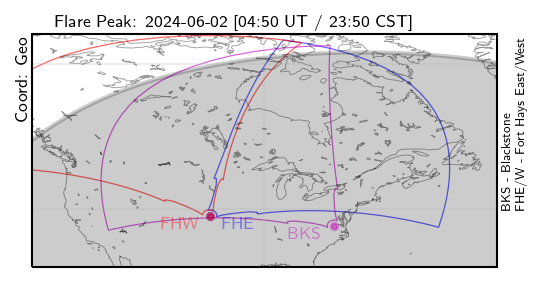 Flare Peak: 2024-06-02 [04:50 UT / 23:50 CST]
Coord: Geo
FHW
FHE
BKS
BKS - Blackstone
FHE/W - Fort Hays East/West